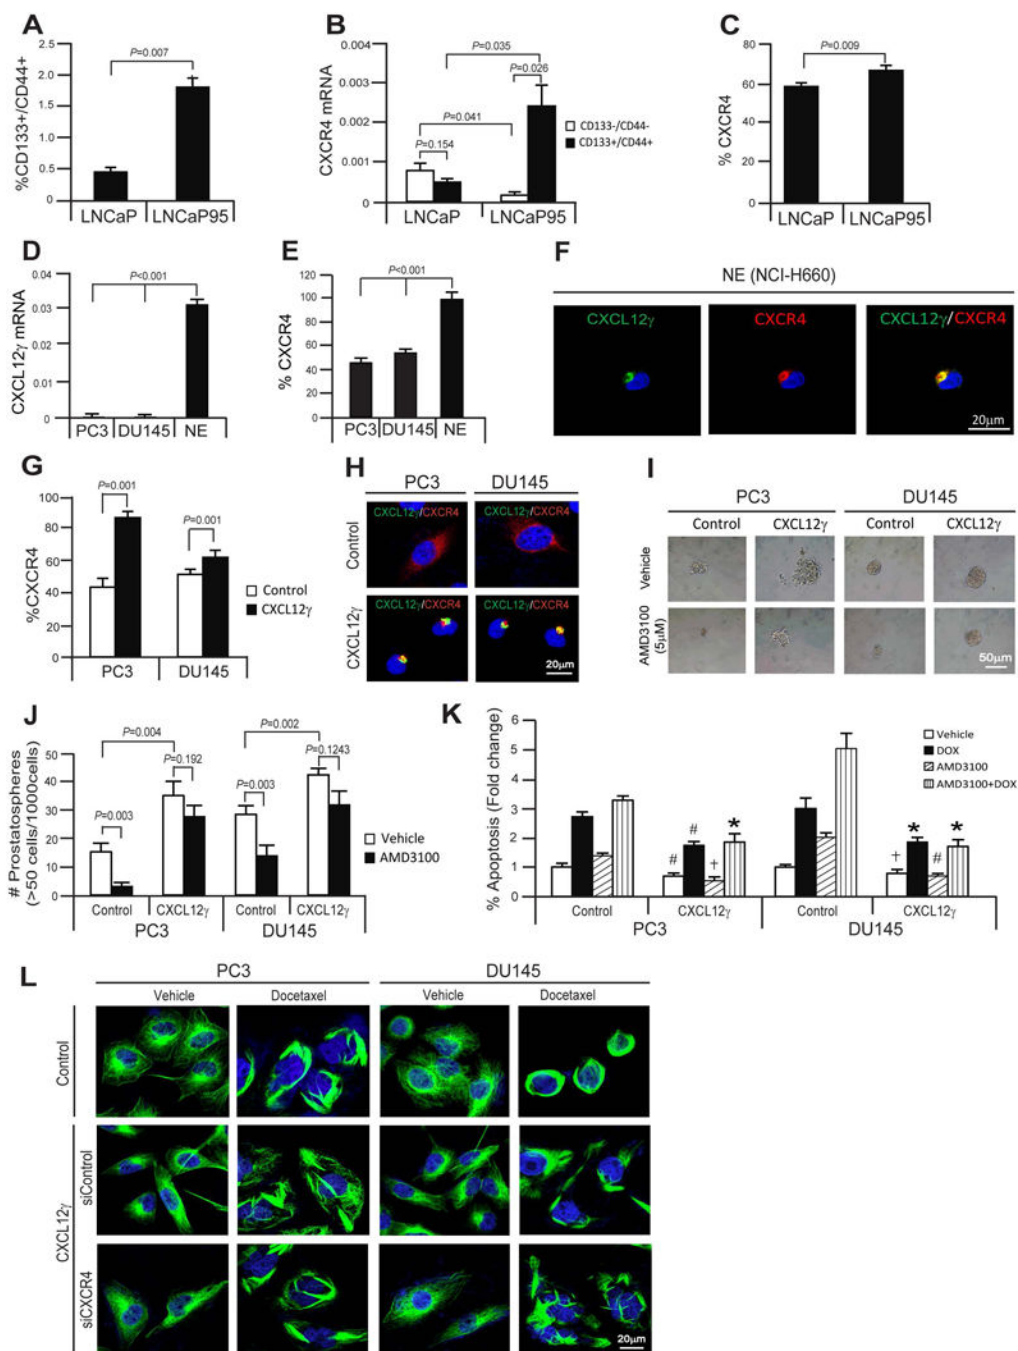 A
%CD133+/CD44+
2.5
2.0
1.5
1.0
0.5
0
P=0.007
LNCaP LNCaP95
B
CXCR4 mRNA
0.004
0.003
0.002
0.001
0
P=0.035
P=0.026
P=0.041
P=0.154
CD133-/CD44-
CD133+/CD44+
LNCaP LNCaP95
C
% CXCR4
80
60
40
20
0
P=0.009
LNCaP LNCaP95
D
CXCL12γ mRNA
0.04
0.03
0.02
0.01
0
P<0.001
PC3 DU145 NE
E
% CXCR4
120
100
80
60
40
20
0
P<0.001
PC3 DU145 NE
F
NE (NCI-H660)
CXCL12γ CXCR4 CXCL12γ/CXCR4
20μm
G
%CXCR4
100
80
60
40
20
0
P=0.001
P=0.001
Control
CXCL12γ
PC3 DU145
H
PC3 DU145
Control
CXCL12γ/CXCR4 CXCL12γ/CXCR4
CXCL12γ
CXCL12γ/CXCR4 CXCL12γ/CXCR4
20μm
I
PC3 DU145
Control CXCL12γ Control CXCL12γ
Vehicle
AMD3100
(5μM)
50μm
J
# Prostatospheres
(>50 cells/1000cells)
50
40
30
20
10
0
P=0.004
P=0.002
P=0.192
P=0.1243
P=0.003
P=0.003
Vehicle
AMD3100
Control CXCL12γ Control CXCL12γ
PC3 DU145
K
% Apoptosis (Fold change)
6
5
4
3
2
1
0
Vehicle
DOX
AMD3100
AMD3100+DOX
# # + * + * # *
Control CXCL12γ Control CXCL12γ
PC3 DU145
L
PC3 DU145
Vehicle Docetaxel Vehicle Docetaxel
Control
CXCL12γ
siControl
siCXCR4
20μm